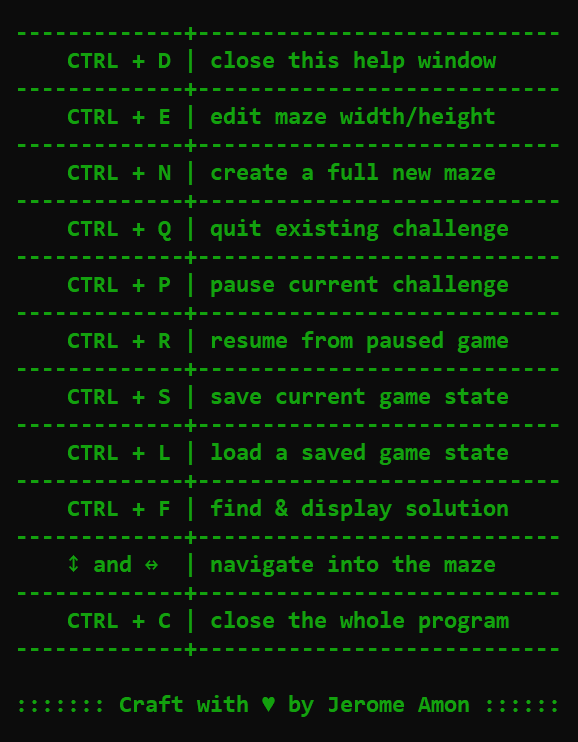 -------------+----------------------------
CTRL + D | close this help window
-------------+----------------------------
CTRL + E | edit maze width/height
-------------+----------------------------
CTRL + N | create a full new maze
-------------+----------------------------
CTRL + Q | quit existing challenge
-------------+----------------------------
CTRL + P | pause current challenge
-------------+----------------------------
CTRL + R | resume from paused game
-------------+----------------------------
CTRL + S | save current game state
-------------+----------------------------
CTRL + L | load a saved game state
-------------+----------------------------
CTRL + F | find & display solution
-------------+----------------------------
↕ and ↔ | navigate into the maze
-------------+----------------------------
CTRL + C | close the whole program
-------------+----------------------------
::::::: Craft with ♥ by Jerome Amon ::::::